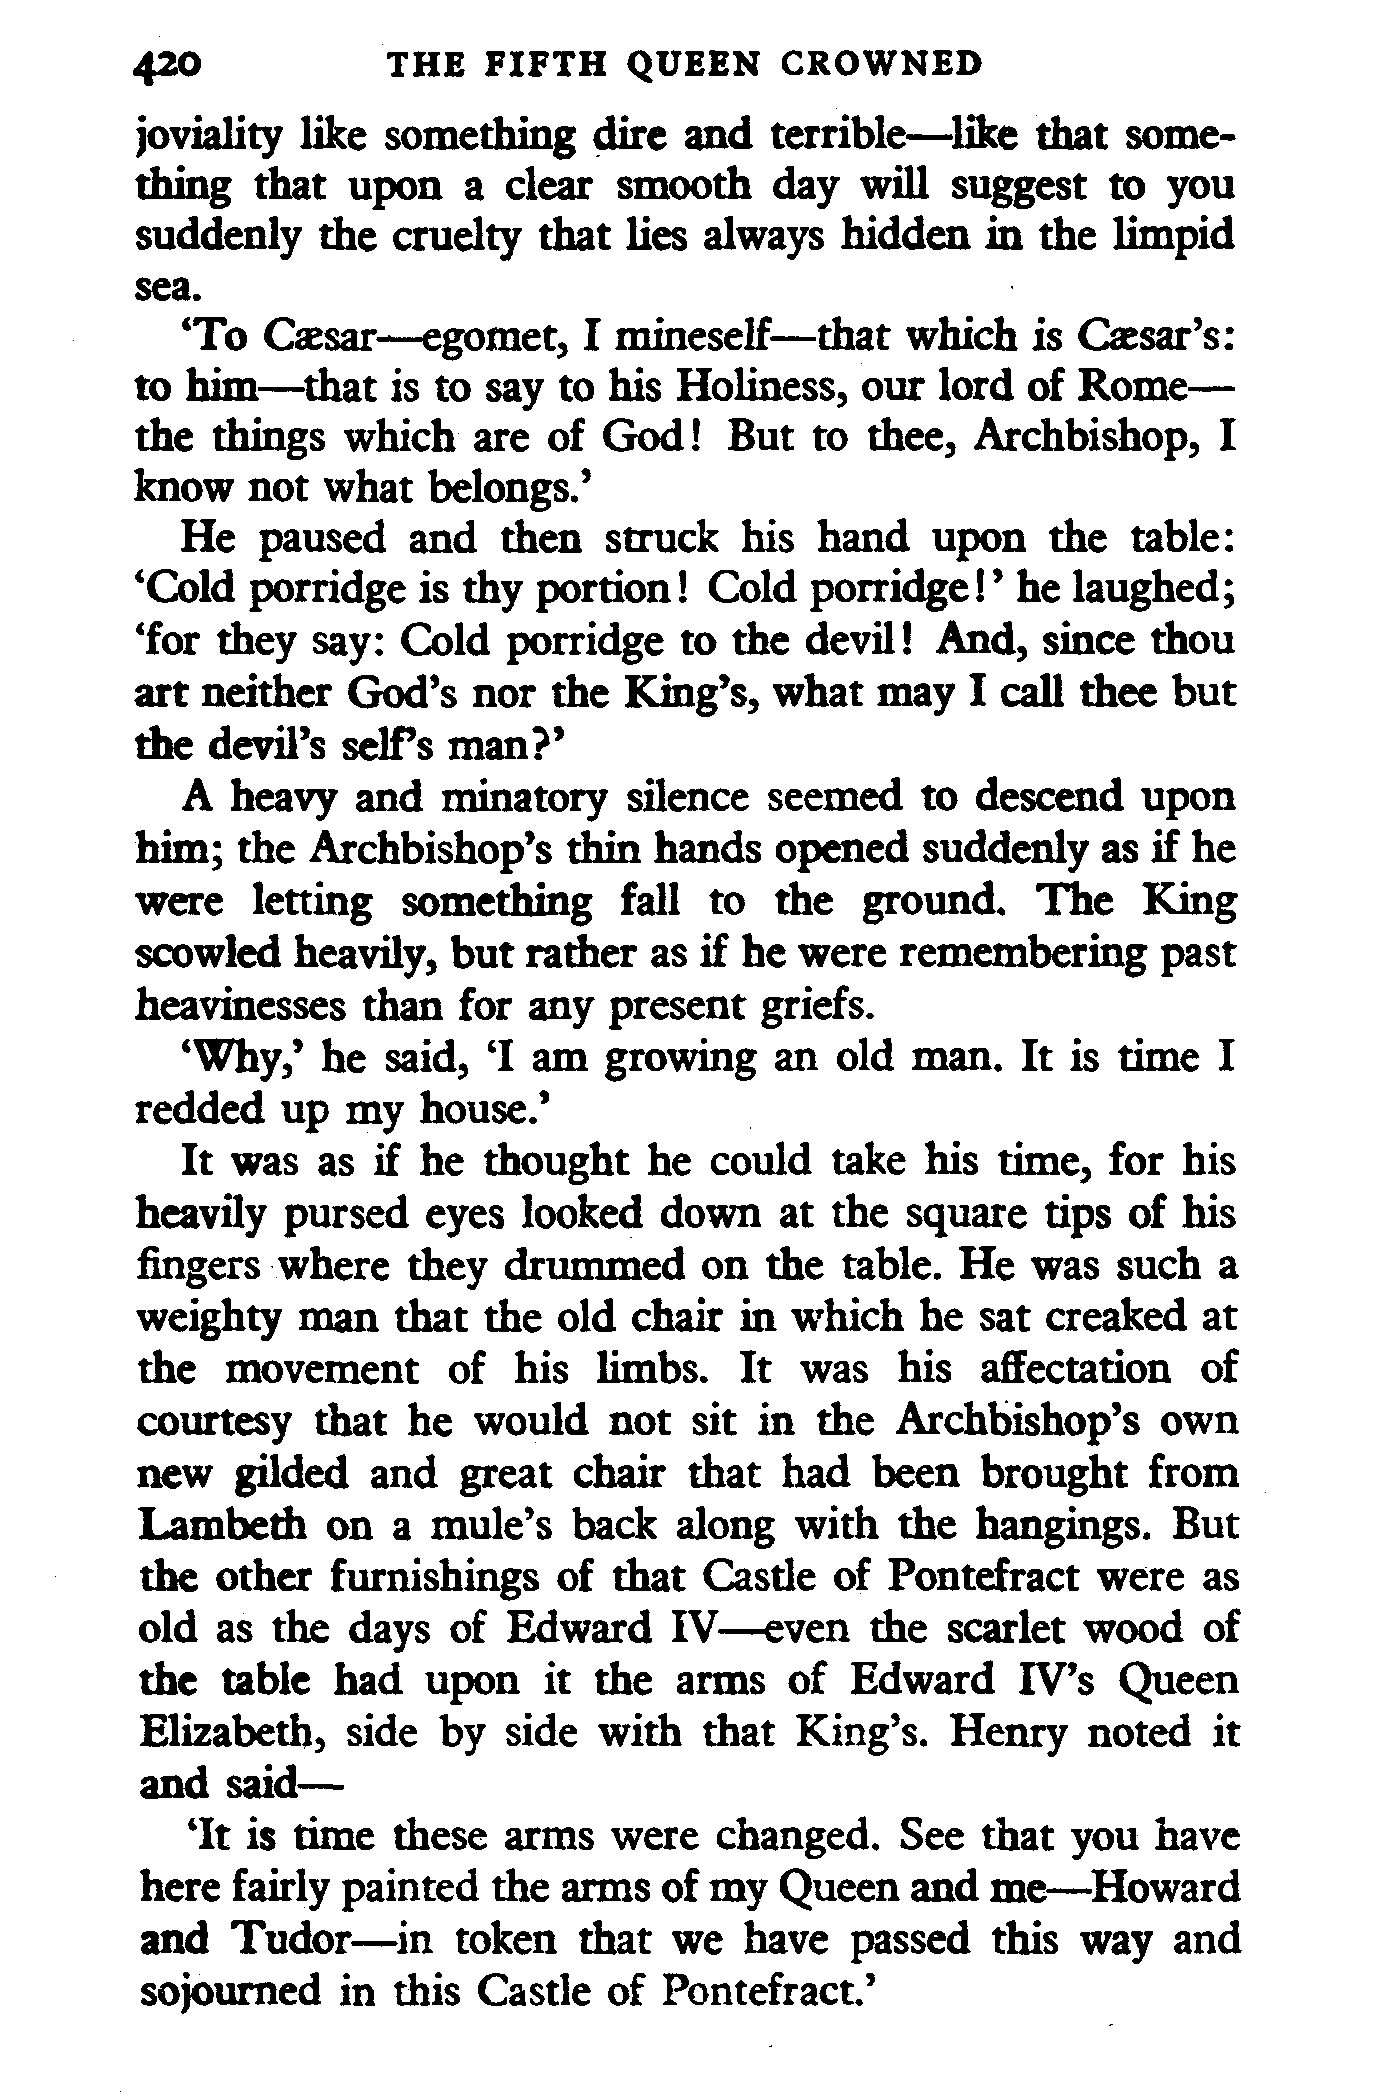 420 THE FIFTH QUEEN CROWNED
joviality like something dire and terrible—like that some-
thing that upon a clear smooth day will suggest to you
suddenly the cruelty that lies always hidden in the limpid
sea.
‘To Cæsar—egomet, I mineself—that which is Cæsar’s:
to him—that is to say to his Holiness, our lord of Rome—
the things which are of God! But to thee, Archbishop, I
know not what belongs.’
He paused and then struck his hand upon the table:
‘Cold porridge is thy portion! Cold porridge!’ he laughed;
‘for they say: Cold porridge to the devil! And, since thou
art neither God’s nor the King’s, what may I call thee but
the devil’s self’s man?’
A heavy and minatory silence seemed to descend upon
him; the Archbishop’s thin hands opened suddenly as if he
were letting something fall to the ground. The King
scowled heavily, but rather as if he were remembering past
heavinesses than for any present griefs.
‘Why,’ he said, ‘I am growing an old man. It is time I
redded up my house.’
It was as if he thought he could take his time, for his
heavily pursed eyes looked down at the square tips of his
fingers where they drummed on the table. He was such a
weighty man that the old chair in which he sat creaked at
the movement of his limbs. It was his affectation of
courtesy that he would not sit in the Archbishop’s own
new gilded and great chair that had been brought from
Lambeth on a mule’s back along with the hangings. But
the other furnishings of that Castle of Pontefract were as
old as the days of Edward IV—even the scarlet wood of
the table had upon it the arms of Edward IV’s Queen
Elizabeth, side by side with that King’s. Henry noted it
and said—
‘It is time these arms were changed. See that you have
here fairly painted the arms of my Queen and me—Howard
and Tudor—in token that we have passed this way and
sojourned in this Castle of Pontefract.’